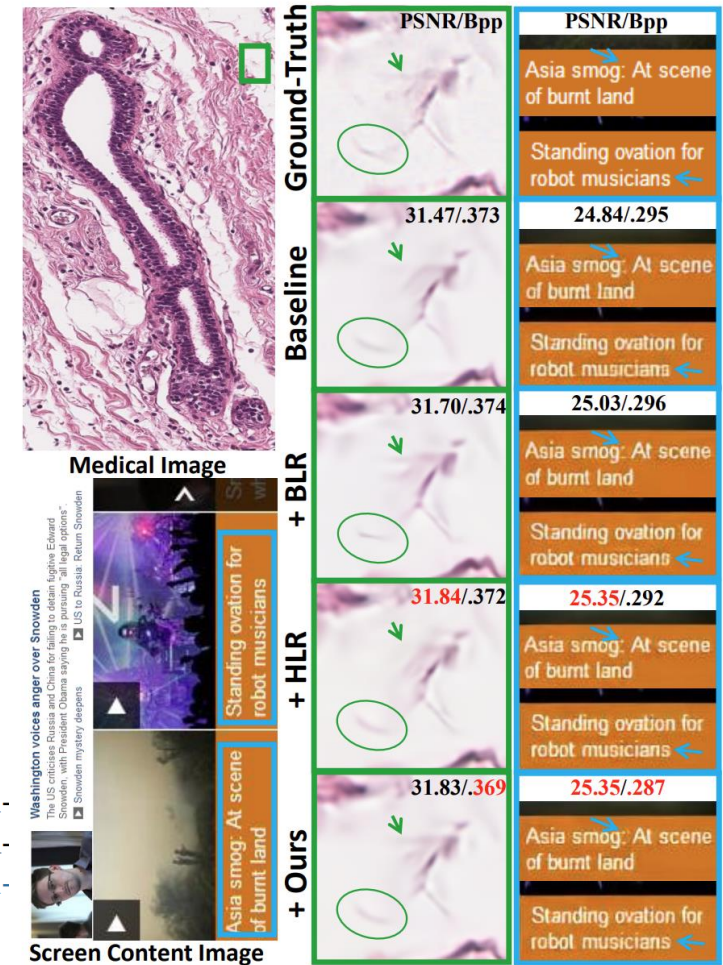 Ground-Truth
PSNR/Bpp
PSNR/Bpp
Asia smog: At scene
of burnt land
Standing ovation for
robot musicians
Baseline
31.47/.373
24.84/.295
Asia smog: At scene
of burnt land
Standing ovation for
robot musicians
+ BLR
31.70/.374
25.03/.296
Asia smog: At scene
of burnt land
Standing ovation for
robot musicians
+ HLR
31.84/.372
25.35/.292
Asia smog: At scene
of burnt land
Standing ovation for
robot musicians
+ Ours
31.83/.369
25.35/.287
Asia smog: At scene
of burnt land
Standing ovation for
robot musicians
Medical Image
Washington voices anger over Snowden
The US criticises Russia and China for failing to detain fugitive Edward
Snowden, with President Obama saying he is pursuing "all legal options".
Snowden mystery deepens
US to Russia: Return Snowden
Asia smog: At scene
of burnt land
Standing ovation for
robot musicians
Screen Content Image